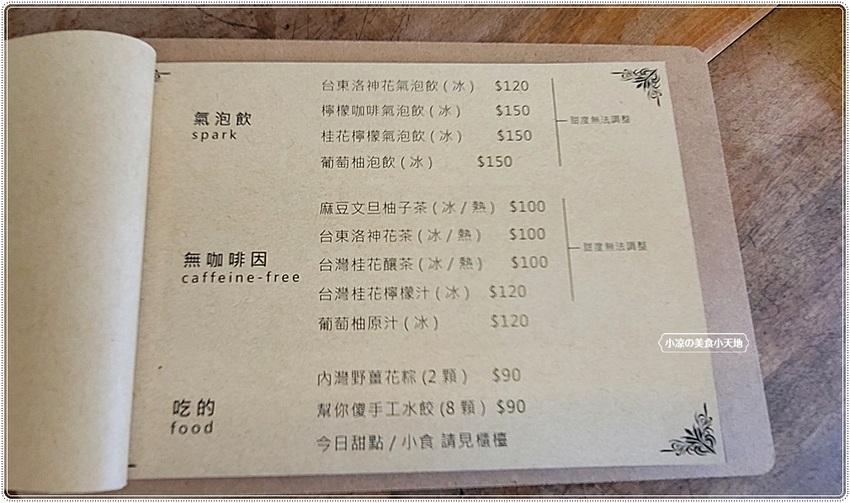 氣泡飲
spark
台東洛神花氣泡飲(冰) $120
檸檬咖啡氣泡飲(冰) $150
桂花檸檬氣泡飲(冰) $150
葡萄柚泡飲(冰) $150
甜度無法調整
無咖啡因
caffeine-free
麻豆文旦柚子茶(冰/熱) $100
台東洛神花茶(冰/熱) $100
台灣桂花釀茶(冰/熱) $100
台灣桂花檸檬汁(冰) $120
葡萄柚原汁(冰) $120
甜度無法調整
吃的
food
內灣野薑花粽(2顆) $90
幫你傻手工水餃(8顆) $90
今日甜點/小食 請見櫃檯
小凉の美食小天地